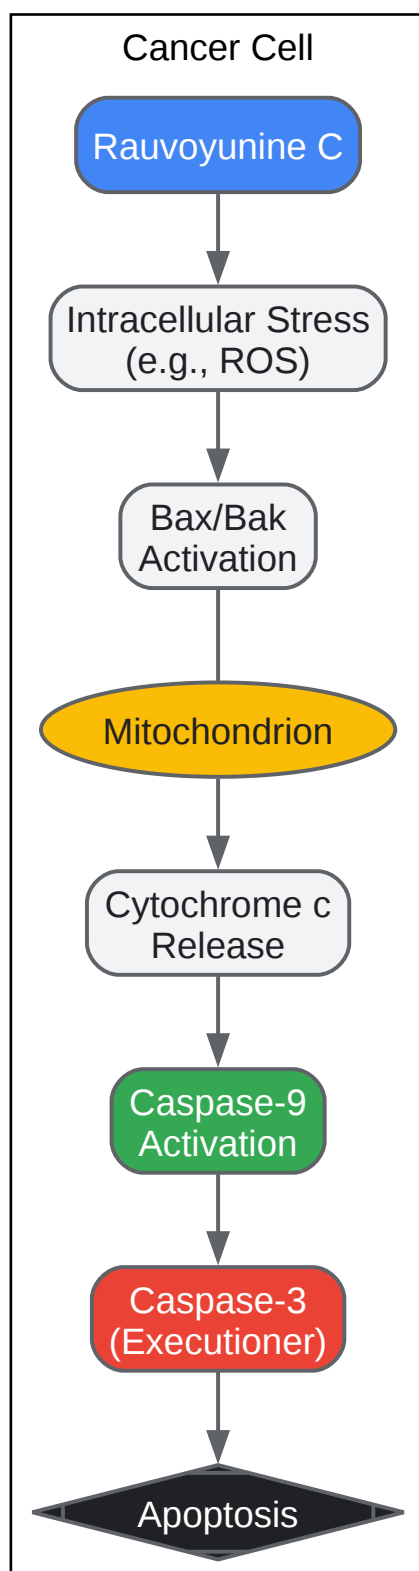 Cancer Cell
Rauvoyunine C
Intracellular Stress
(e.g., ROS)
Bax/Bak
Activation
Mitochondrion
Cytochrome c
Release
Caspase-9
Activation
Caspase-3
(Executioner)
Apoptosis